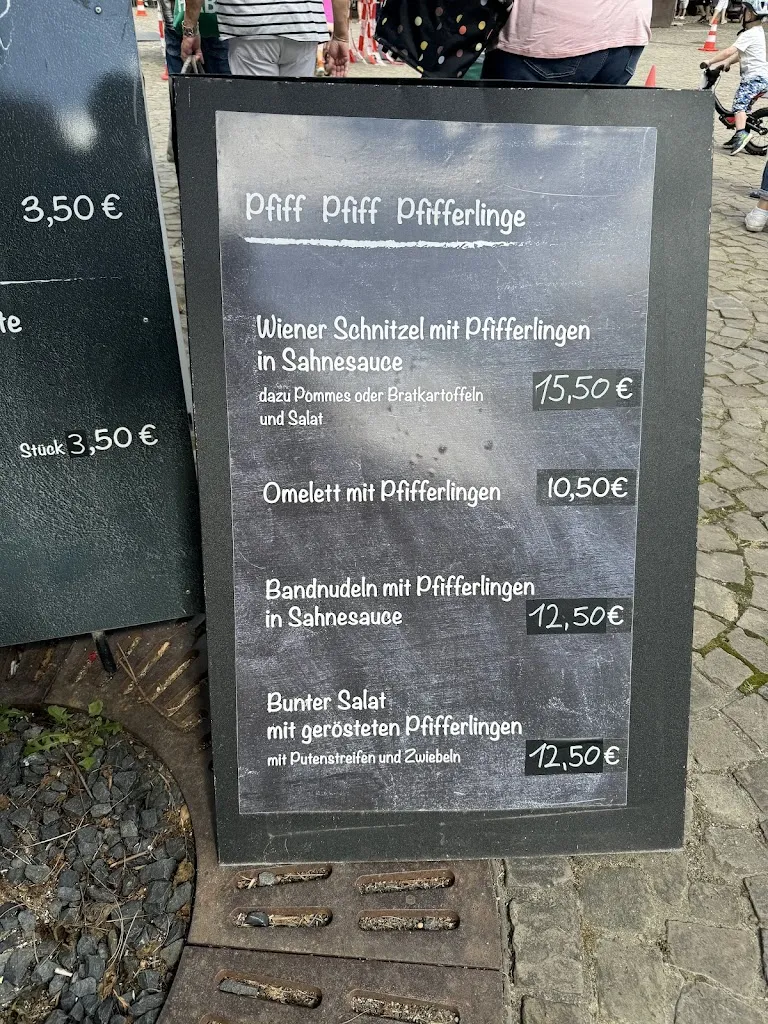 3,50 €
te
Stück 3,50 €
Pfiff Pfiff Pfifferlinge
Wiener Schnitzel mit Pfifferlingen
in Sahnesauce
dazu Pommes oder Bratkartoffeln
und Salat
15,50 €
Omelett mit Pfifferlingen
10,50€
Bandnudeln mit Pfifferlingen
in Sahnesauce
12,50€
Bunter Salat
mit gerösteten Pfifferlingen
mit Putenstreifen und Zwiebeln
12,50€